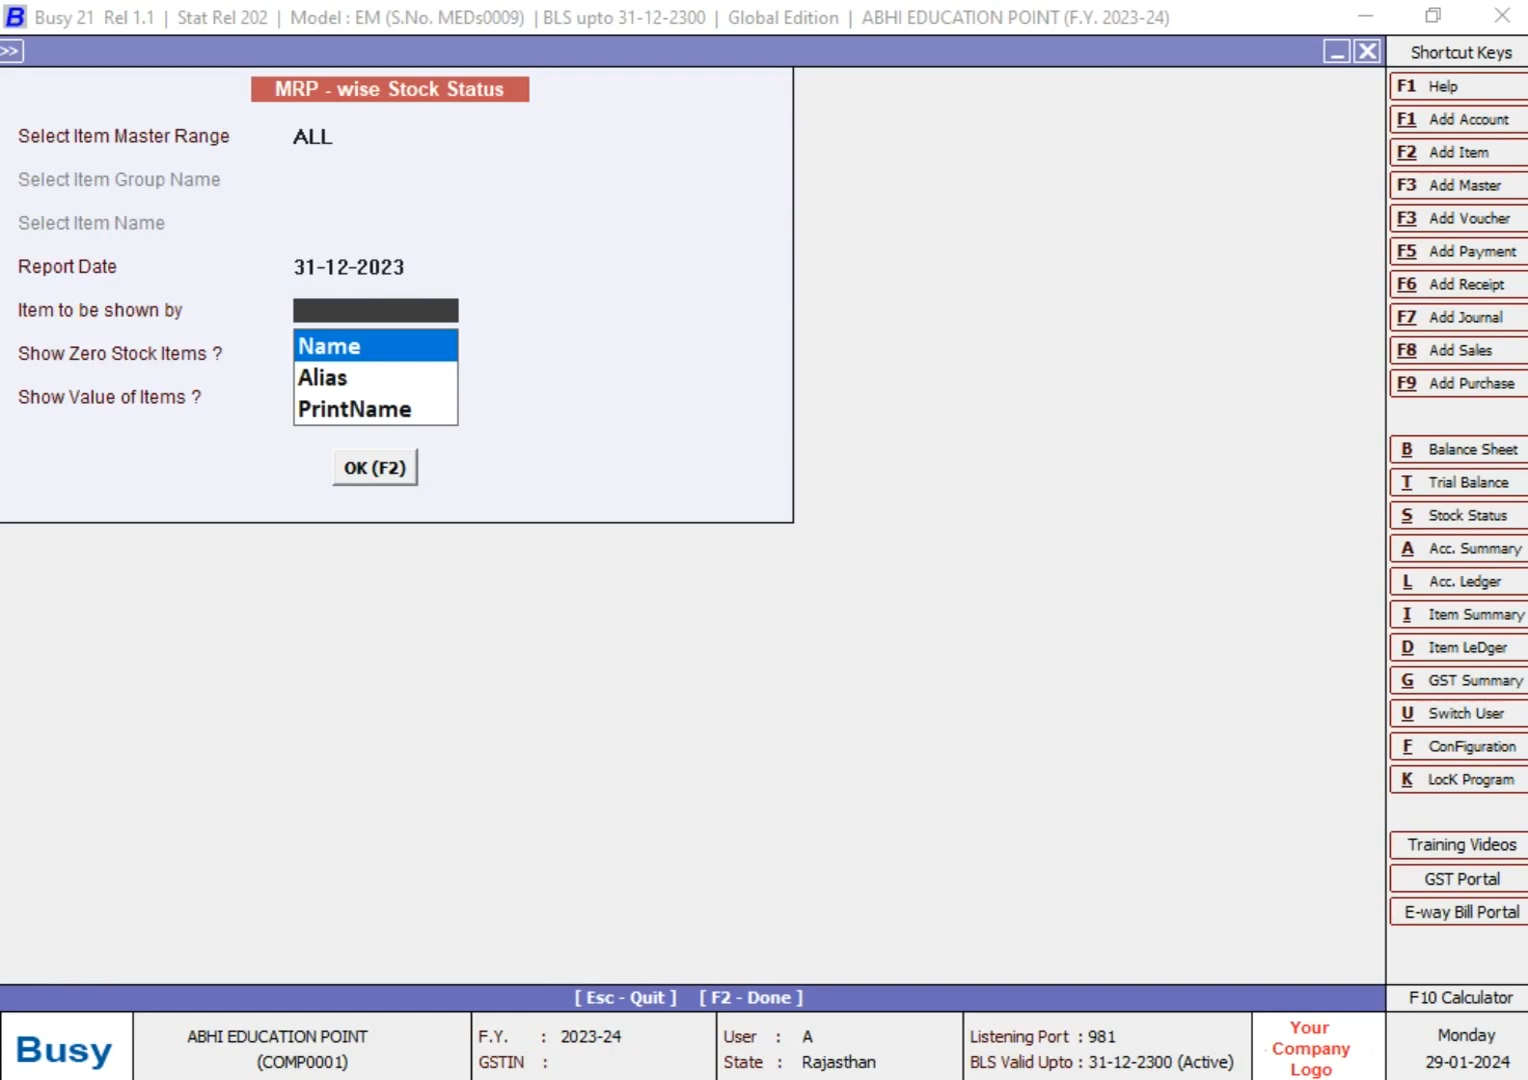 B Busy 21 Rel 1.1 | Stat Rel 202 | Model : EM (S.No. MEDs0009) | BLS upto 31-12-2300 | Global Edition | ABHI EDUCATION POINT (F.Y. 2023-24)
>>
Shortcut Keys
MRP - wise Stock Status
Select Item Master Range ALL
Select Item Group Name
Select Item Name
Report Date 31-12-2023
Item to be shown by
Show Zero Stock Items ?
Show Value of Items ?
Name
Alias
PrintName
OK (F2)
F1 Help
F1 Add Account
F2 Add Item
F3 Add Master
F3 Add Voucher
F5 Add Payment
F6 Add Receipt
F7 Add Journal
F8 Add Sales
F9 Add Purchase
B Balance Sheet
T Trial Balance
S Stock Status
A Acc. Summary
L Acc. Ledger
I Item Summary
D Item LeDger
G GST Summary
U Switch User
F ConFiguration
K LocK Program
Training Videos
GST Portal
E-way Bill Portal
[ Esc - Quit ] [ F2 - Done ]
F10 Calculator
Busy
ABHI EDUCATION POINT
(COMP0001)
F.Y. : 2023-24
GSTIN :
User : A
State : Rajasthan
Listening Port : 981
BLS Valid Upto : 31-12-2300 (Active)
Your
Company
Logo
Monday
29-01-2024